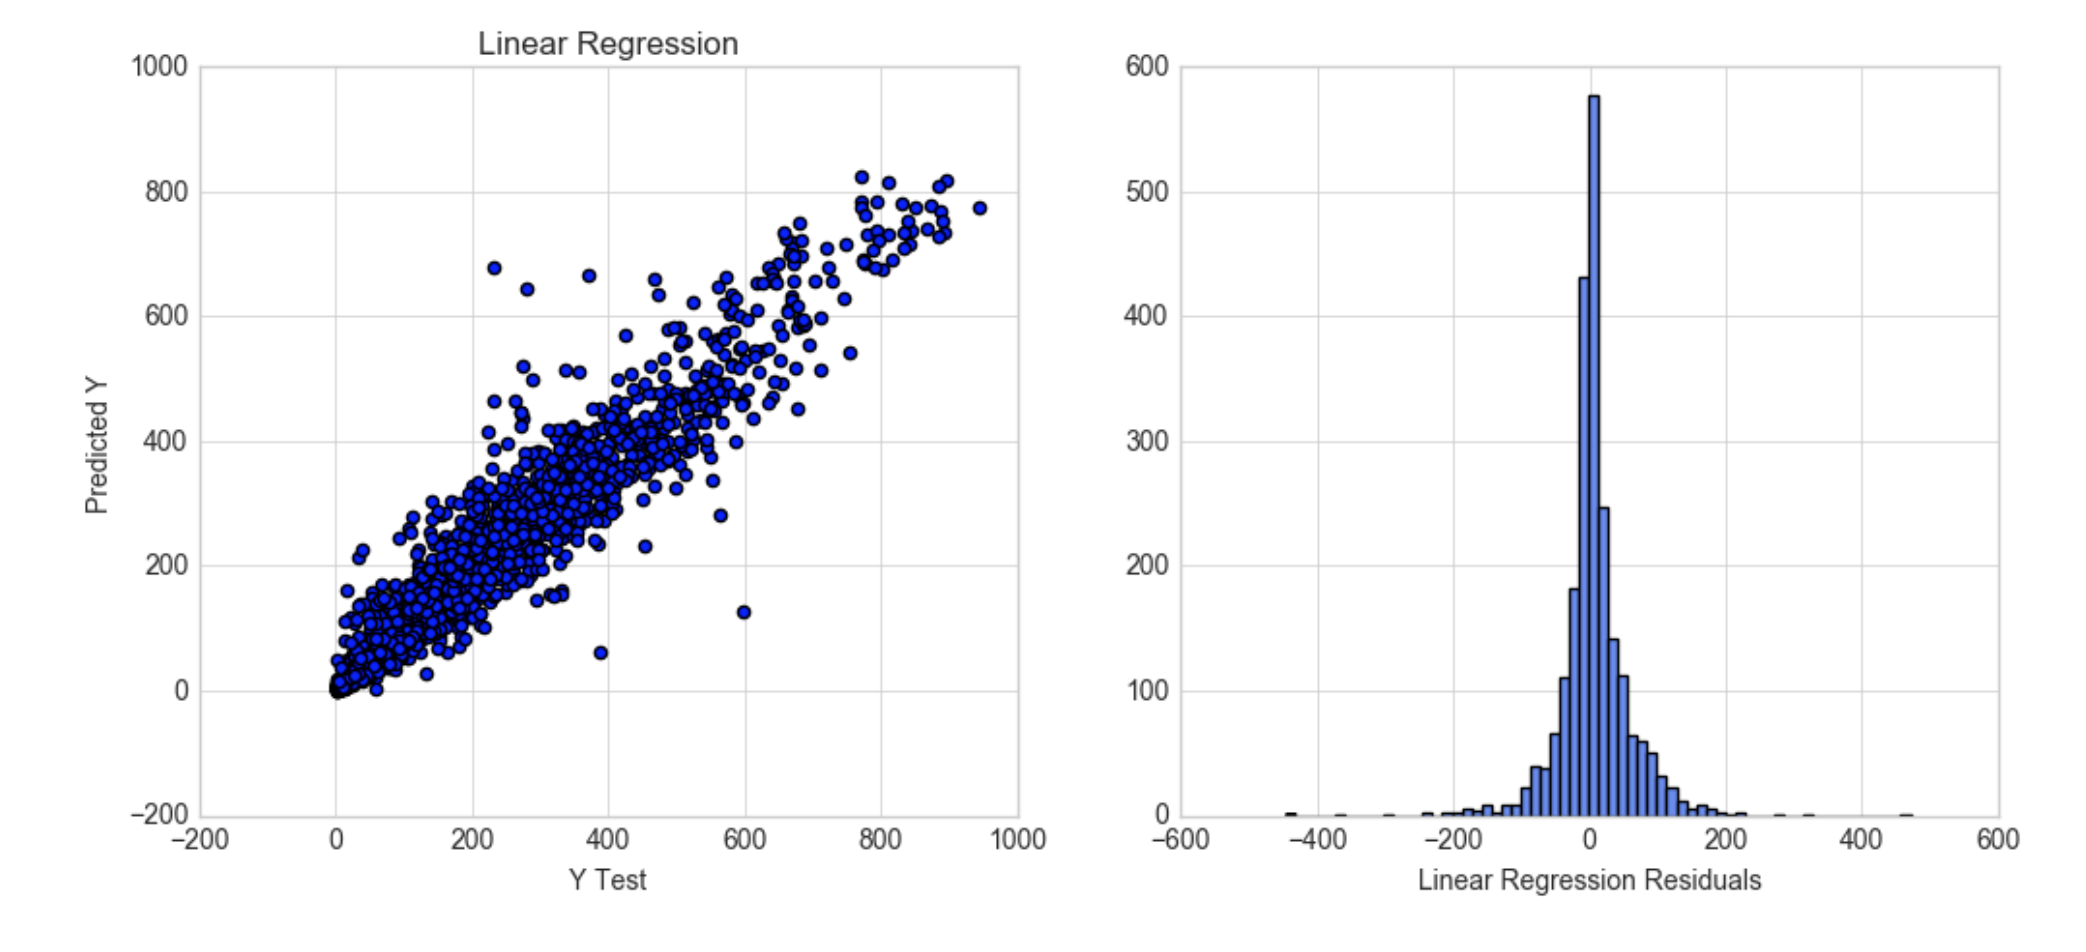 Linear Regression
1000
800
600
400
200
0
−200
Predicted Y
−200 0 200 400 600 800 1000
Y Test
600
500
400
300
200
100
0
−600 −400 −200 0 200 400 600
Linear Regression Residuals